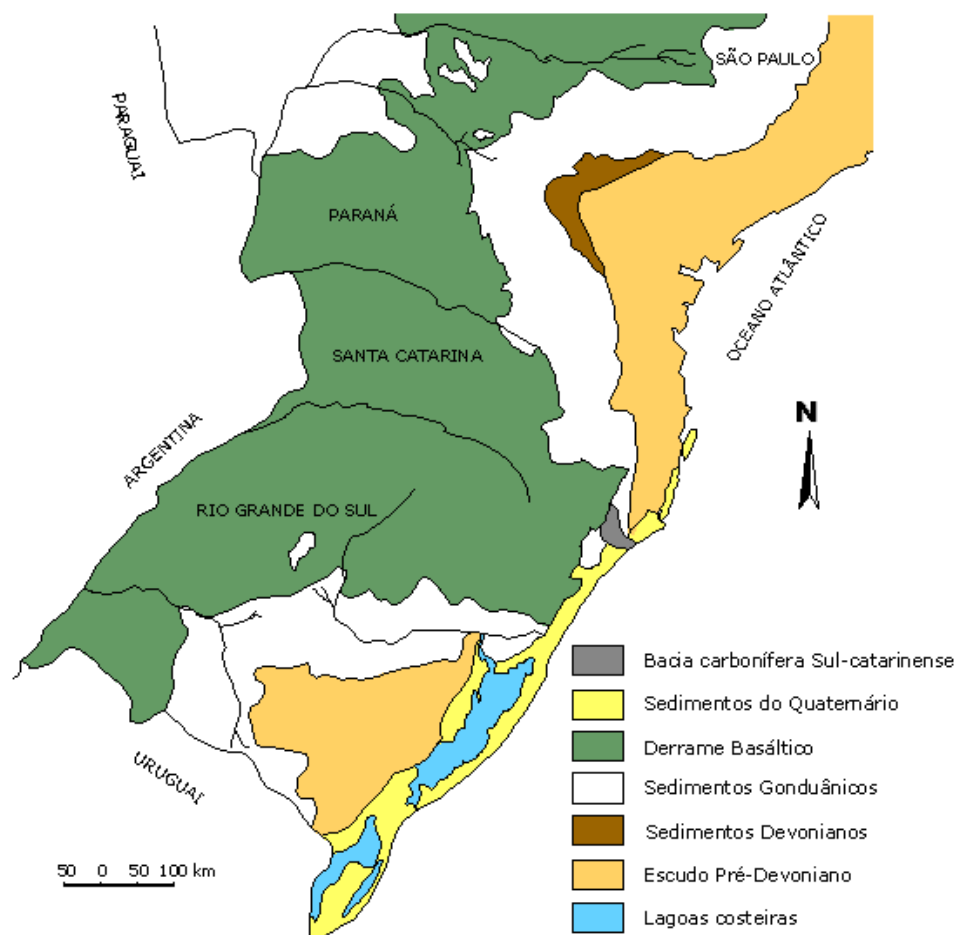 SÃO PAULO
PARAGUAI
PARANÁ
OCEANO ATLÂNTICO
SANTA CATARINA
N
ARGENTINA
RIO GRANDE DO SUL
URUGUAI
Bacia carbonífera Sul-catarinense
Sedimentos do Quaternário
Derrame Basáltico
Sedimentos Gonduânicos
Sedimentos Devonianos
Escudo Pré-Devoniano
Lagoas costeiras
50 0 50 100 km